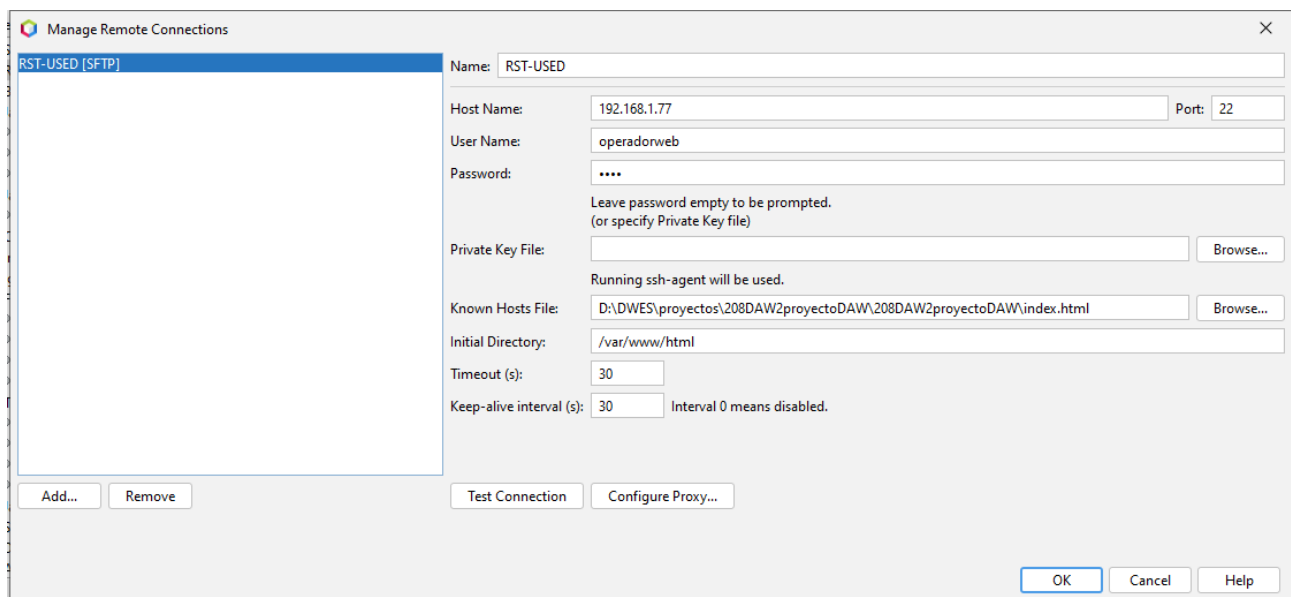 Manage Remote Connections
RST-USED [SFTP]
Name: RST-USED
Host Name: 192.168.1.77 Port: 22
User Name: operadorweb
Password: ••••
Leave password empty to be prompted.
(or specify Private Key file)
Private Key File: Browse...
Running ssh-agent will be used.
Known Hosts File: D:\DWES\proyectos\208DAW2proyectoDAW\208DAW2proyectoDAW\index.html Browse...
Initial Directory: /var/www/html
Timeout (s): 30
Keep-alive interval (s): 30 Interval 0 means disabled.
Add... Remove Test Connection Configure Proxy...
OK Cancel Help